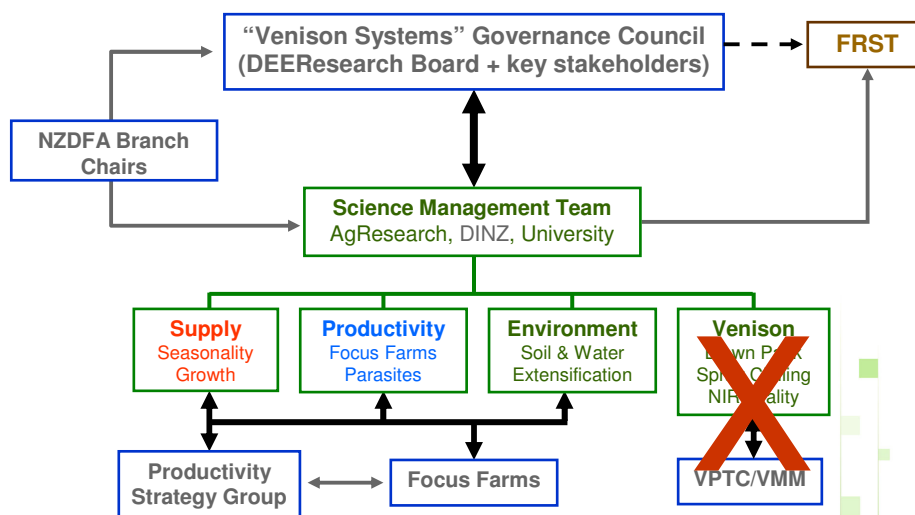 “Venison Systems” Governance Council
(DEEResearch Board + key stakeholders)
FRST
NZDFA Branch
Chairs
Science Management Team
AgResearch, DINZ, University
Supply
Seasonality
Growth
Productivity
Focus Farms
Parasites
Environment
Soil & Water
Extensification
Venison
Productivity
Strategy Group
Focus Farms
VPTC/VMM